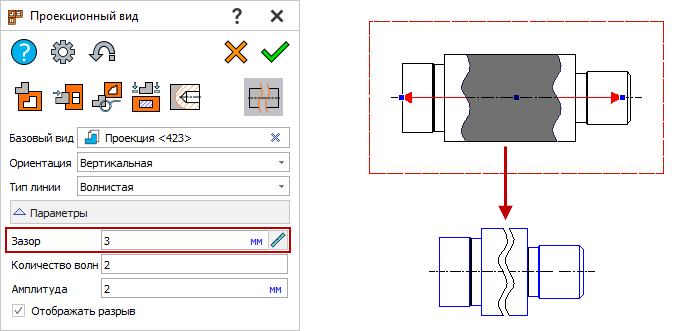 Проекционный вид ?
?
Базовый вид Проекция <423>
Ориентация Вертикальная
Тип линии Волнистая
Параметры
Зазор 3 мм
Количество волн 2
Амплитуда 2 мм
Отображать разрыв